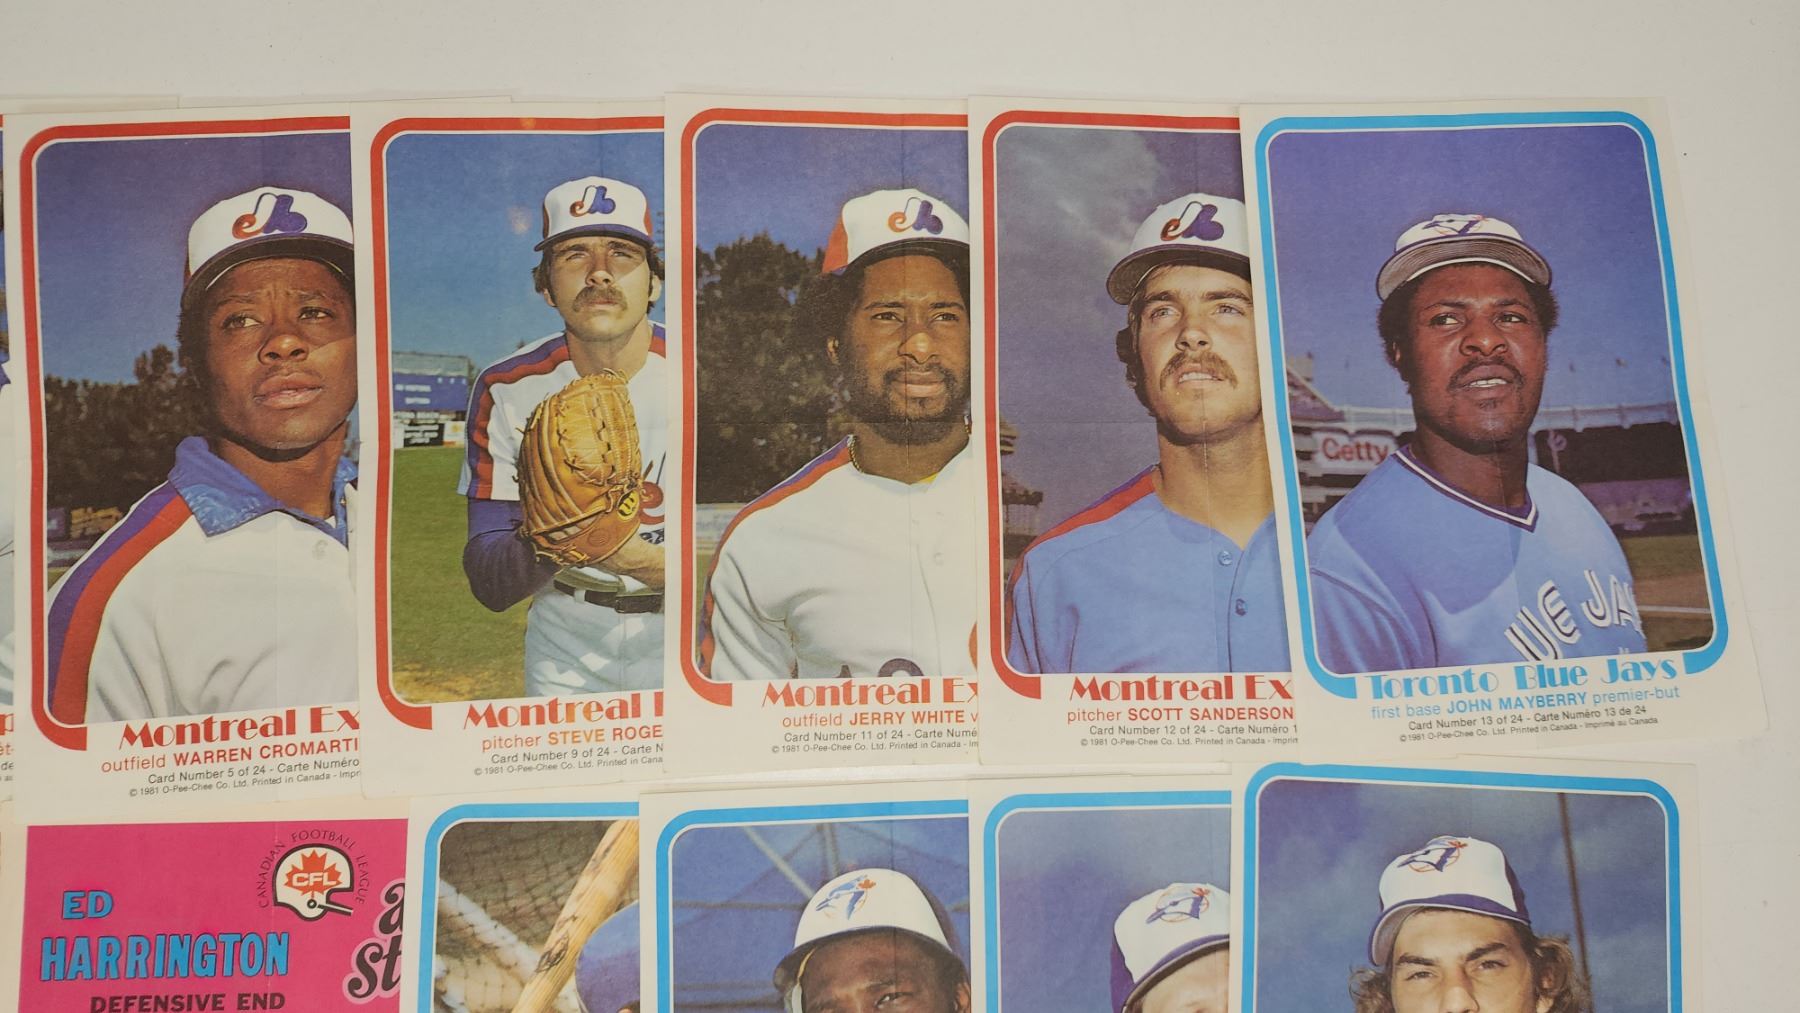 Montreal Ex
outfield WARREN CROMARTI
Card Number 5 of 24 - Carte Numéro
© 1981 O-Pee-Chee Co. Ltd. Printed in Canada - Impr
Montreal
pitcher STEVE ROGE
Card Number 9 of 24 - Carte N
© 1981 O-Pee-Chee Co. Ltd. Printed in Canada
Montreal Ex
outfield JERRY WHITE v
Card Number 11 of 24 - Carte Numé
© 1981 O-Pee-Chee Co. Ltd. Printed in Canada - Im
Montreal Ex
pitcher SCOTT SANDERSON
Card Number 12 of 24 - Carte Numéro 1
© 1981 O-Pee-Chee Co. Ltd. Printed in Canada - Impri
Getty
UE JA
Toronto Blue Jays
first base JOHN MAYBERRY premier-but
Card Number 13 of 24 - Carte Numéro 13 de 24
© 1981 O-Pee-Chee Co. Ltd. Printed in Canada - Imprimé au Canada
CANADIAN FOOTBALL LEAGUE
CFL
a
st
ED
HARRINGTON
DEFENSIVE END